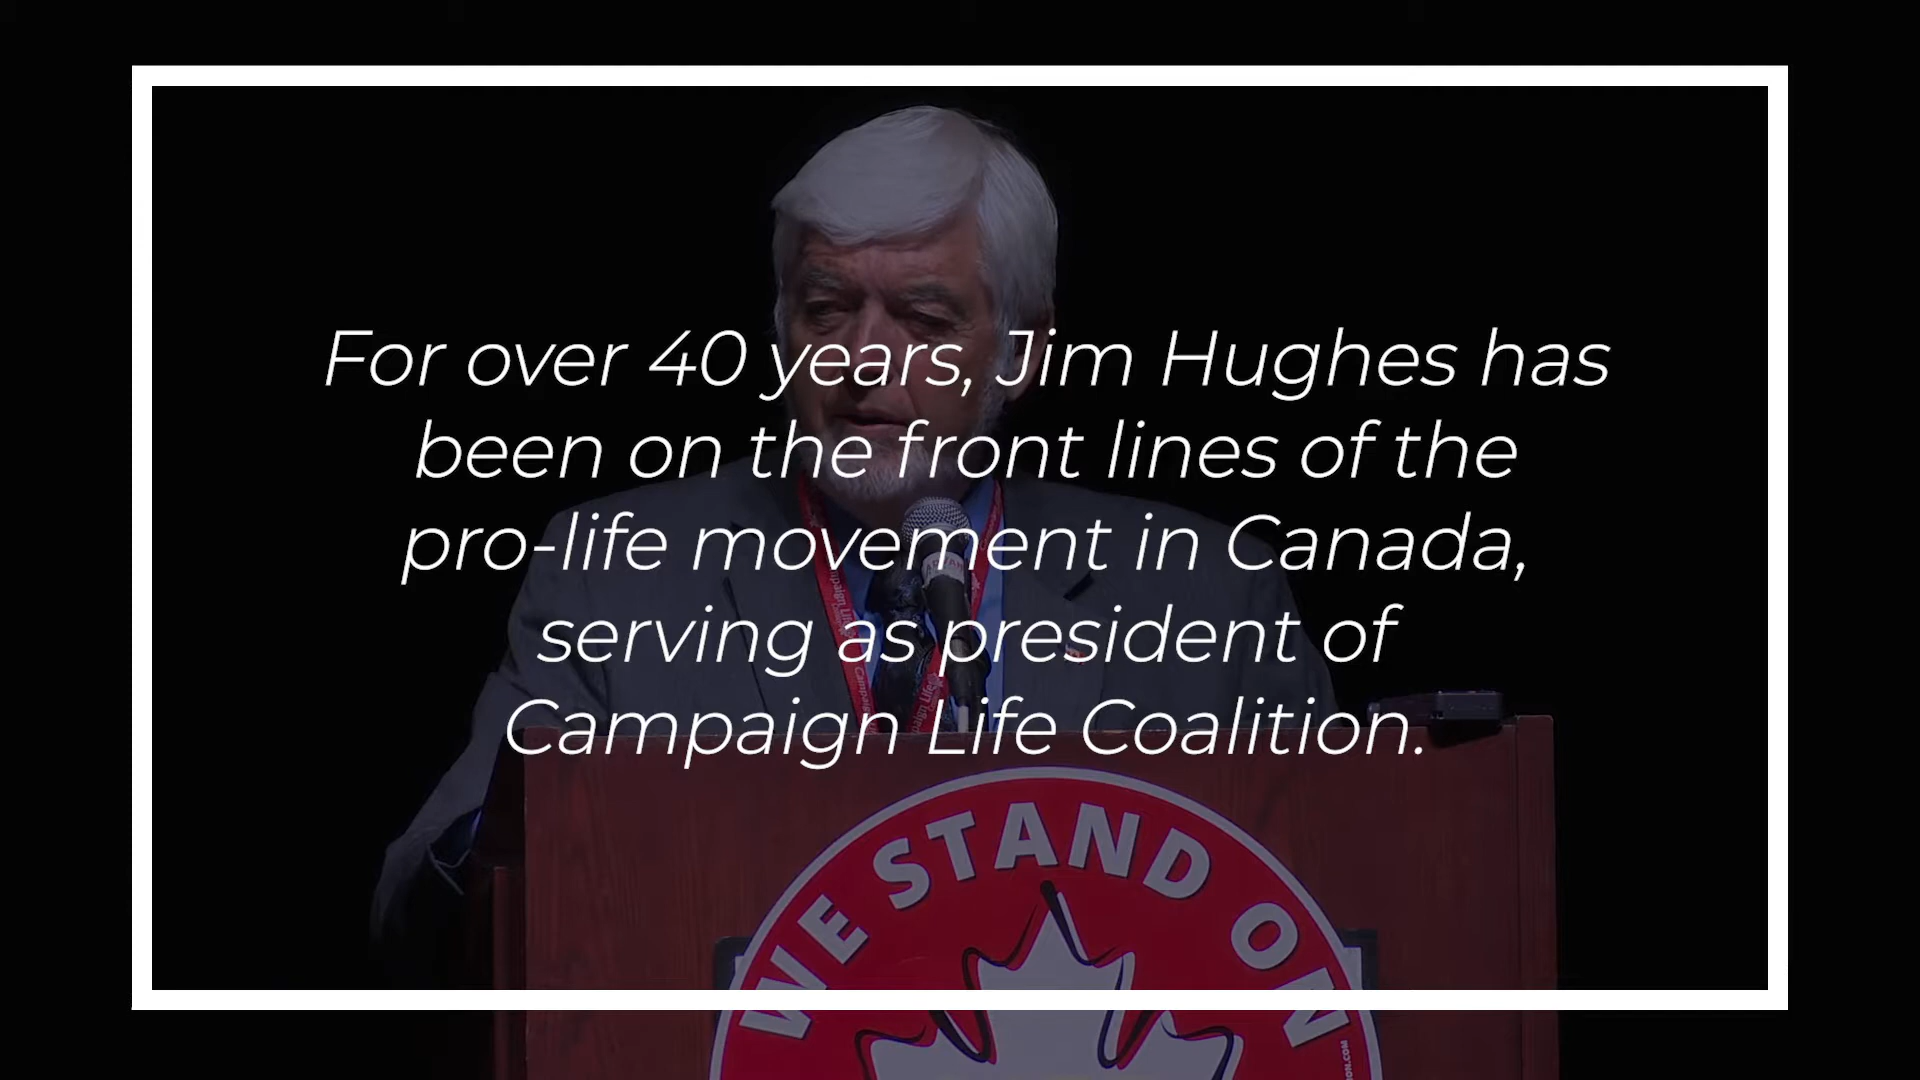 For over 40 years, Jim Hughes has
been on the front lines of the
pro-life movement in Canada,
serving as president of
Campaign Life Coalition.
WE STAND ON